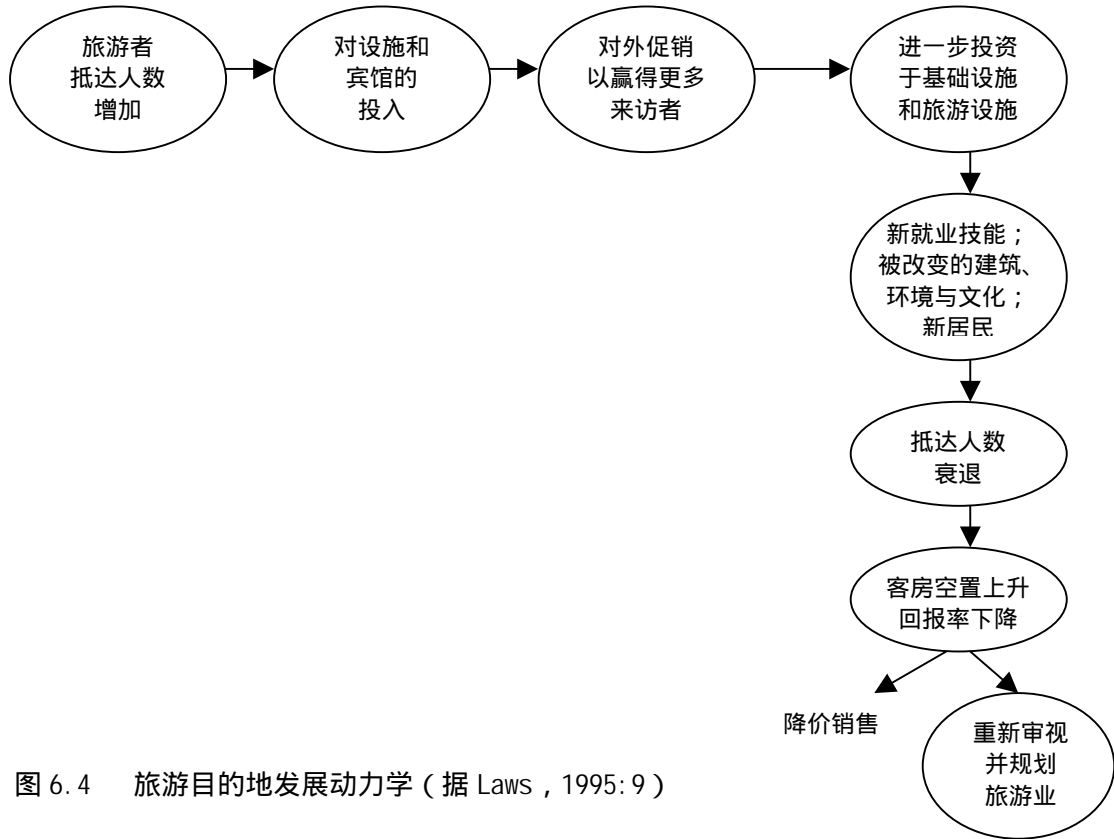 旅游者
抵达人数
增加
对设施和
宾馆的
投入
对外促销
以赢得更多
来访者
进一步投资
于基础设施
和旅游设施
新就业技能；
被改变的建筑、
环境与文化；
新居民
抵达人数
衰退
客房空置上升
回报率下降
降价销售
重新审视
并规划
旅游业
图 6.4 旅游目的地发展动力学（据 Laws，1995:9）